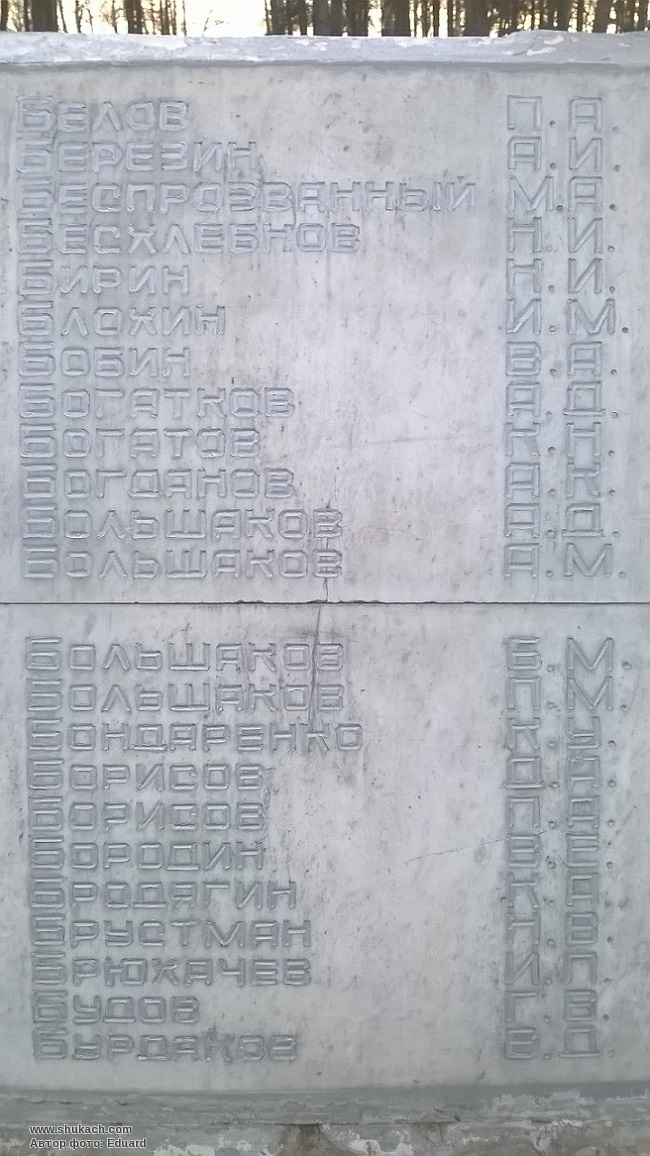 БЕЛОВ П. А.
БЕРЕЗИН А. И.
БЕСПРОЗВАННЫЙ М. А.
БЕСХЛЕБНОВ Н. И.
БИРИН Н. И.
БЛОХИН И. М.
БОБИН В. А.
БОГАТКОВ А. Д.
БОГАТОВ К. П.
БОГДАНОВ А. К.
БОЛЬШАКОВ А. Д.
БОЛЬШАКОВ А. М.
БОЛЬШАКОВ Б. М.
БОЛЬШАКОВ П. М.
БОНДАРЕНКО К. У.
БОРИСОВ Д. Д.
БОРИСОВ П. А.
БОРОДИН В. Е.
БРОДЯГИН К. А.
БРУСТМАН Н. В.
БРЮХАЧЕВ И. П.
БУДОВ Г. В.
БУРДАКОВ В. Д.
www.shukach.com
Автор фото: Eduard